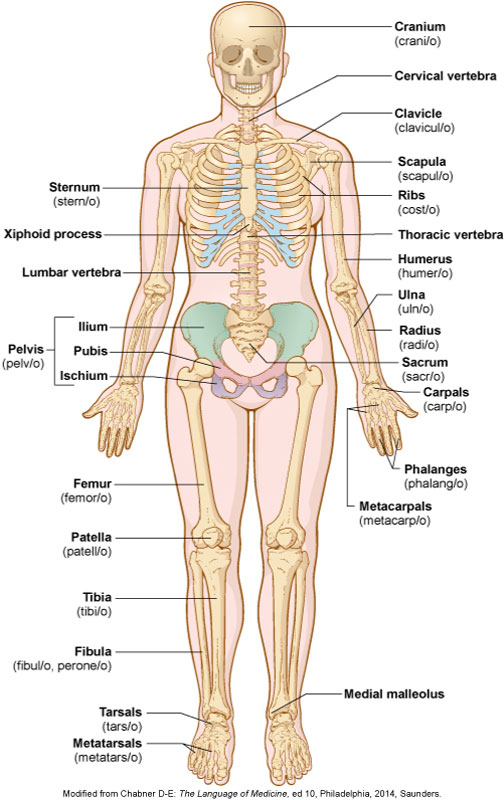 Cranium
(crani/o)
Cervical vertebra
Clavicle
(clavicul/o)
Scapula
(scapul/o)
Sternum
(stern/o)
Ribs
(cost/o)
Xiphoid process
Thoracic vertebra
Humerus
(humer/o)
Lumbar vertebra
Ulna
(uln/o)
Ilium
Radius
(radi/o)
Pelvis
(pelv/o)
Pubis
Sacrum
(sacr/o)
Ischium
Carpals
(carp/o)
Phalanges
(phalang/o)
Femur
(femor/o)
Metacarpals
(metacarp/o)
Patella
(patell/o)
Tibia
(tibi/o)
Fibula
(fibul/o, perone/o)
Medial malleolus
Tarsals
(tars/o)
Metatarsals
(metatars/o)
Modified from Chabner D-E: The Language of Medicine, ed 10, Philadelphia, 2014, Saunders.